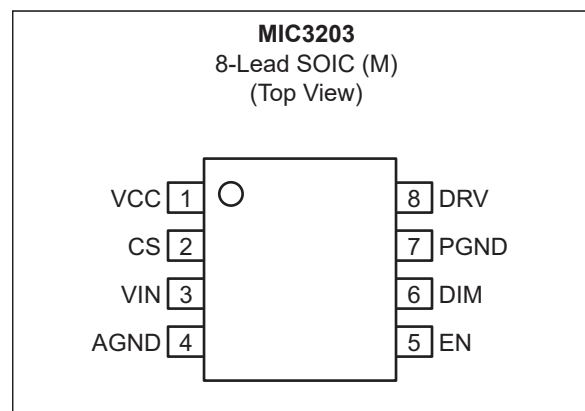 MIC3203
8-Lead SOIC (M)
(Top View)
VCC 1 8 DRV
CS 2 7 PGND
VIN 3 6 DIM
AGND 4 5 EN